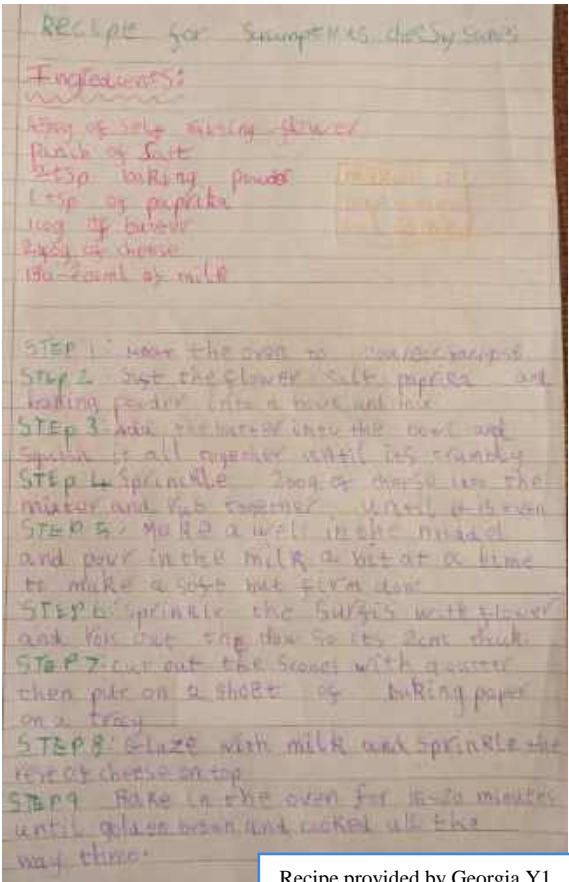 Recipe for Scrumptious cheesy scones
Ingredients:
of self raising flower
Pinch of Salt
tsp baking powder
1 tsp of paprika
of butter
of cheese
of milk
STEP 1: the oven to
STEP 2 Sift the flower salt paprika and
baking powder into a bowl and mix
STEP 3: Add the butter into the bowl and
squish it all together until its crumbly
STEP 4 Sprinkle 200g of cheese into the
and rub together until it is even
STEP 5: Make a well in the middel
and pour in the milk a bit at a time
to make a soft but firm dow
STEP 6: Sprinkle the with flower
and roll out the dow so its 2cm thick
STEP 7: cut out the Scones with a cutter
then put on a sheet of baking paper
on a tray
STEP 8: Glaze with milk and sprinkle the
rest of cheese on top
STEP 9 Bake in the oven for minutes
until golden and cooked all the
way threw.
Recipe provided by Georgia Y1